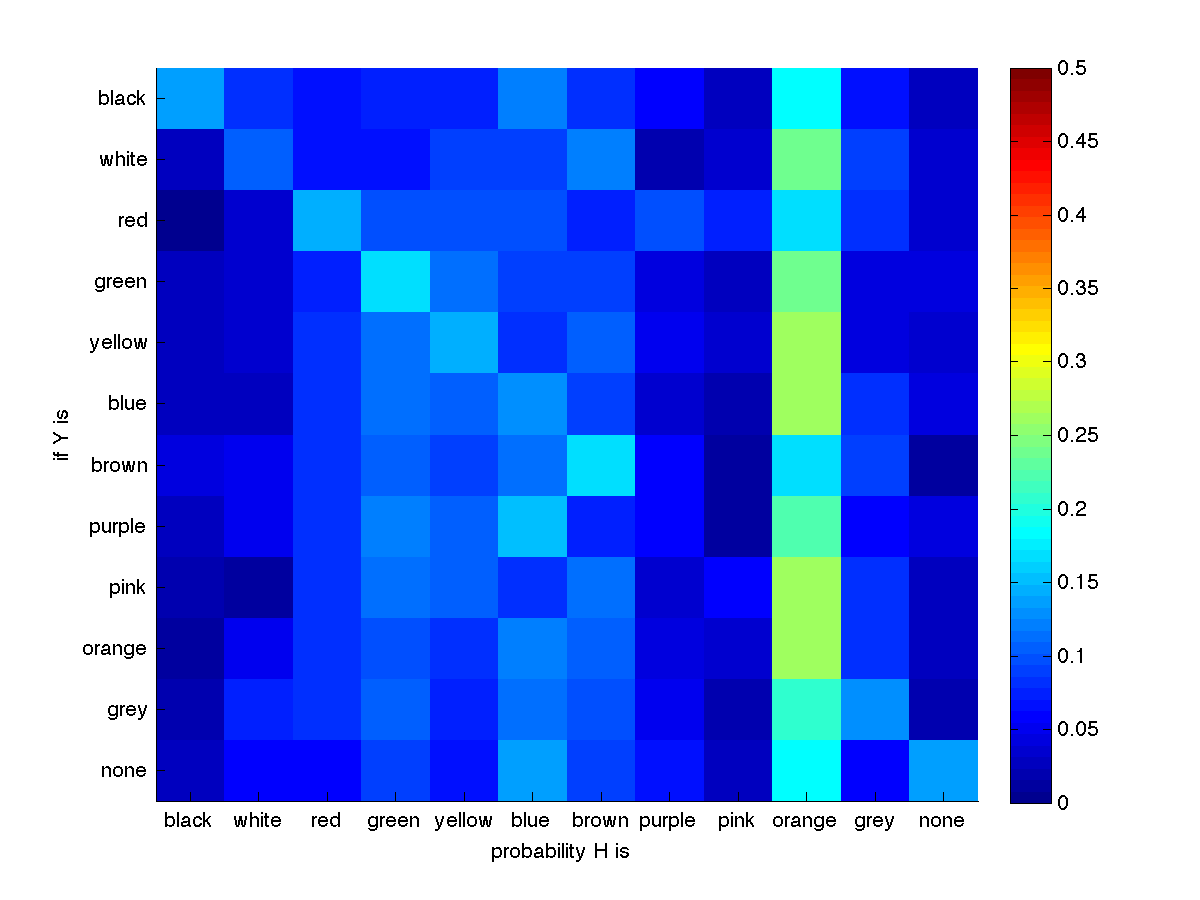 black
white
red
green
yellow
blue
brown
purple
pink
orange
grey
none
if Y is
black white red green yellow blue brown purple pink orange grey none
probability H is
0.5
0.45
0.4
0.35
0.3
0.25
0.2
0.15
0.1
0.05
0